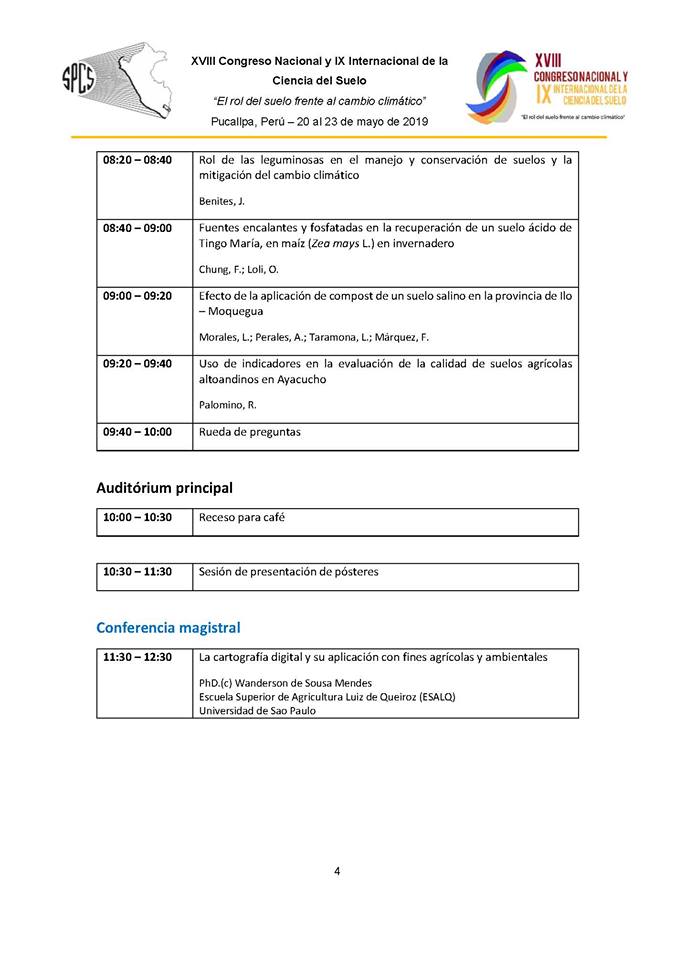 SPCS
XVIII Congreso Nacional y IX Internacional de la
Ciencia del Suelo
“El rol del suelo frente al cambio climático”
Pucallpa, Perú – 20 al 23 de mayo de 2019
XVIII
CONGRESO NACIONAL Y
IX INTERNACIONAL DE LA
CIENCIA DEL SUELO
"El rol del suelo frente al cambio climático"
08:20 – 08:40
Rol de las leguminosas en el manejo y conservación de suelos y la
mitigación del cambio climático
Benites, J.
08:40 – 09:00
Fuentes encalantes y fosfatadas en la recuperación de un suelo ácido de
Tingo María, en maíz (Zea mays L.) en invernadero
Chung, F.; Loli, O.
09:00 – 09:20
Efecto de la aplicación de compost de un suelo salino en la provincia de Ilo
– Moquegua
Morales, L.; Perales, A.; Taramona, L.; Márquez, F.
09:20 – 09:40
Uso de indicadores en la evaluación de la calidad de suelos agrícolas
altoandinos en Ayacucho
Palomino, R.
09:40 – 10:00
Rueda de preguntas
Auditórium principal
10:00 – 10:30
Receso para café
10:30 – 11:30
Sesión de presentación de pósteres
Conferencia magistral
11:30 – 12:30
La cartografía digital y su aplicación con fines agrícolas y ambientales
PhD.(c) Wanderson de Sousa Mendes
Escuela Superior de Agricultura Luiz de Queiroz (ESALQ)
Universidad de Sao Paulo
4